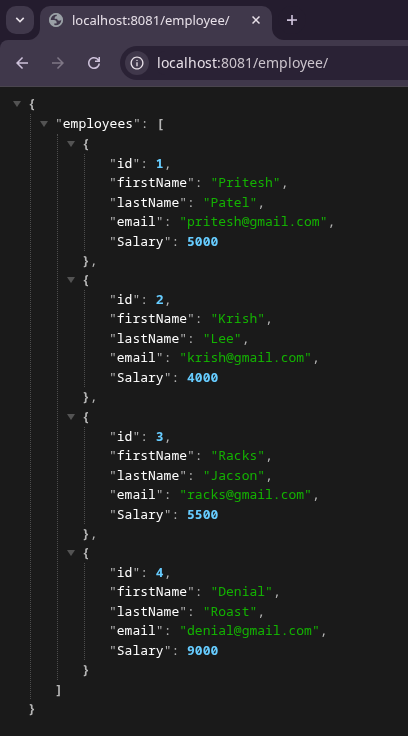 localhost:8081/employee/
localhost:8081/employee/
{
"employees": [
{
"id": 1,
"firstName": "Pritesh",
"lastName": "Patel",
"email": "pritesh@gmail.com",
"Salary": 5000
},
{
"id": 2,
"firstName": "Krish",
"lastName": "Lee",
"email": "krish@gmail.com",
"Salary": 4000
},
{
"id": 3,
"firstName": "Racks",
"lastName": "Jacson",
"email": "racks@gmail.com",
"Salary": 5500
},
{
"id": 4,
"firstName": "Denial",
"lastName": "Roast",
"email": "denial@gmail.com",
"Salary": 9000
}
]
}